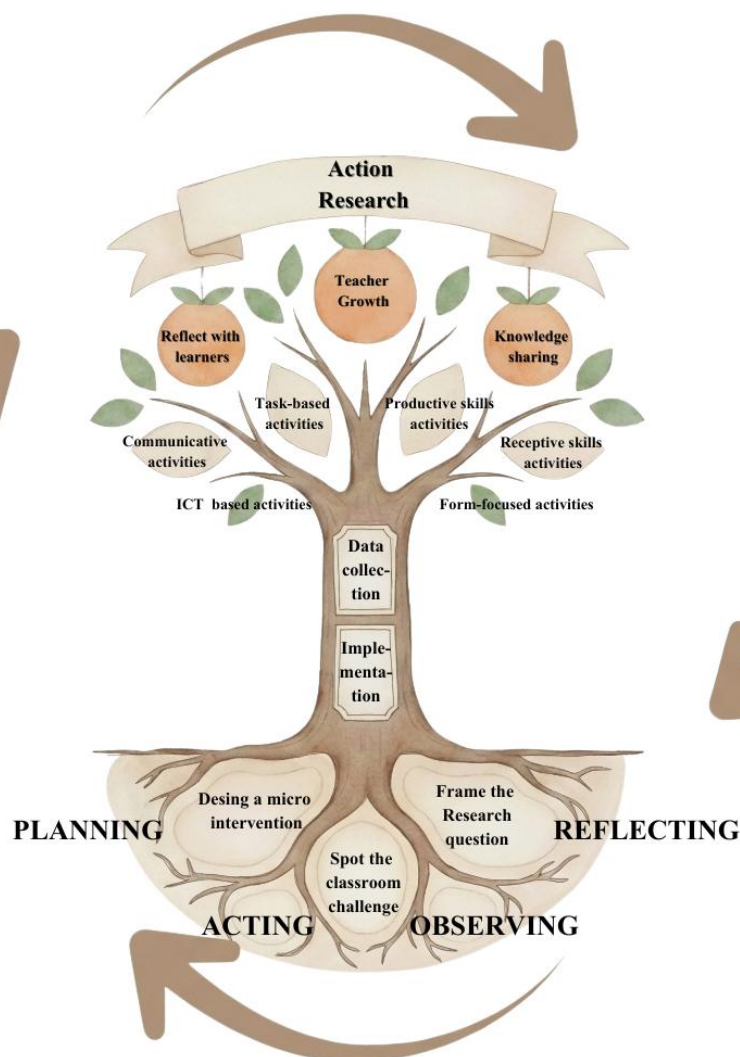 Action
Research
Teacher
Growth
Reflect with
learners
Knowledge
sharing
Task-based
activities
Productive skills
activities
Communicative
activities
Receptive skills
activities
ICT based activities
Form-focused activities
Data
collec-
tion
Imple-
menta-
tion
Desing a micro
intervention
Frame the
Research
question
PLANNING
REFLECTING
Spot the
classroom
challenge
ACTING
OBSERVING